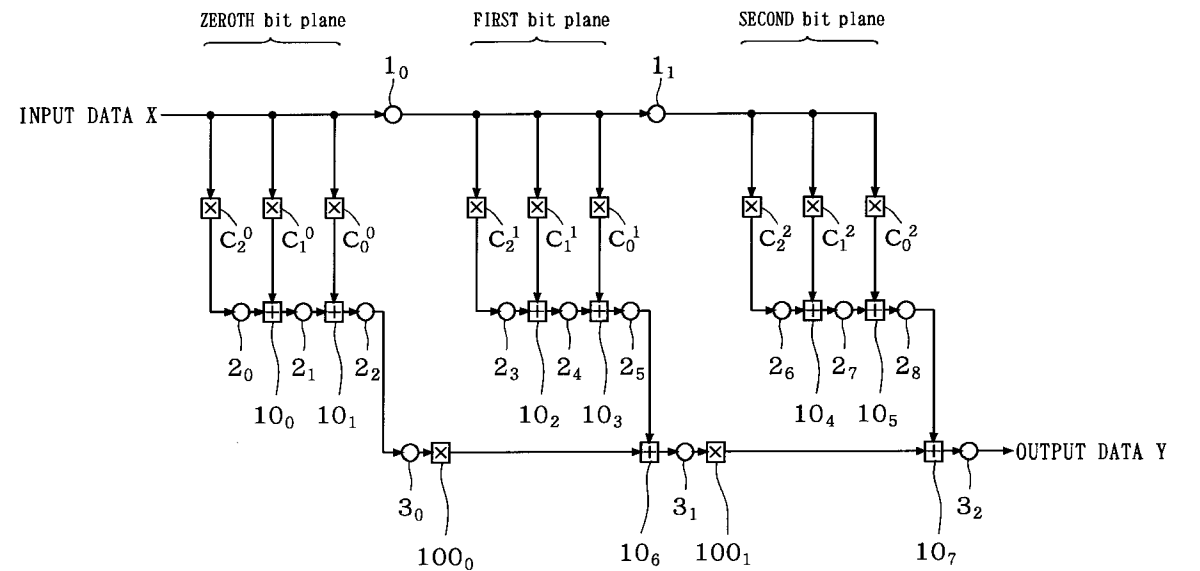 ZEROTH bit plane FIRST bit plane SECOND bit plane
1₀ 1₁
INPUT DATA X
C₂⁰ C₁⁰ C₀⁰ C₂¹ C₁¹ C₀¹ C₂² C₁² C₀²
2₀ 2₁ 2₂ 2₃ 2₄ 2₅ 2₆ 2₇ 2₈
10₀ 10₁ 10₂ 10₃ 10₄ 10₅
OUTPUT DATA Y
3₀ 3₁ 3₂
100₀ 10₆ 100₁ 10₇